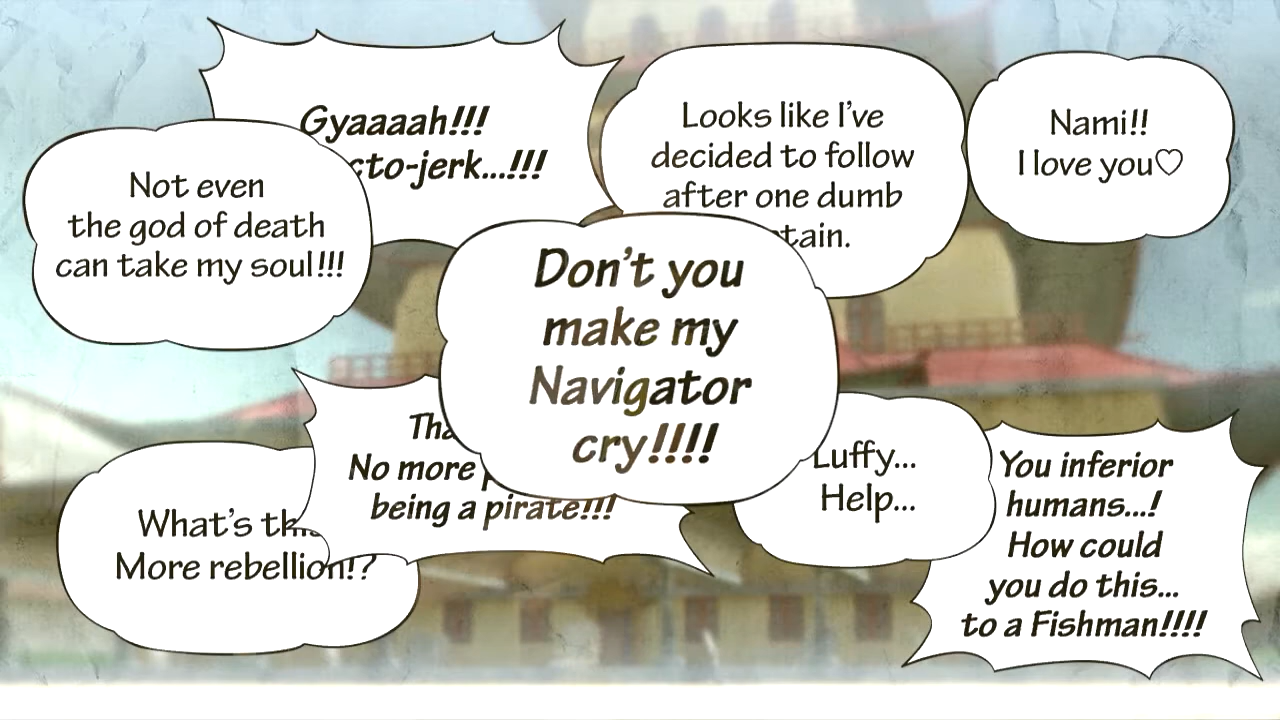 Gyaaaah!!!
cto-jerk...!!!
Looks like I've
decided to follow
after one dumb
tain.
Nami!!
I love you♡
Not even
the god of death
can take my soul!!!
Don't you
make my
Navigator
cry!!!!
No more
being a pirate!!!
Luffy...
Help...
You inferior
humans...!
How could
you do this...
to a Fishman!!!!
What's
More rebellion!?